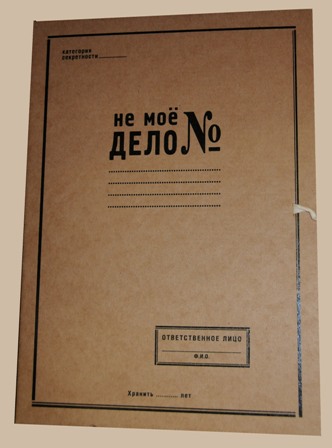 категория
секретности
не моё
ДЕЛО №
ОТВЕТСТВЕННОЕ ЛИЦО
Ф.И.О.
Хранить ........... лет